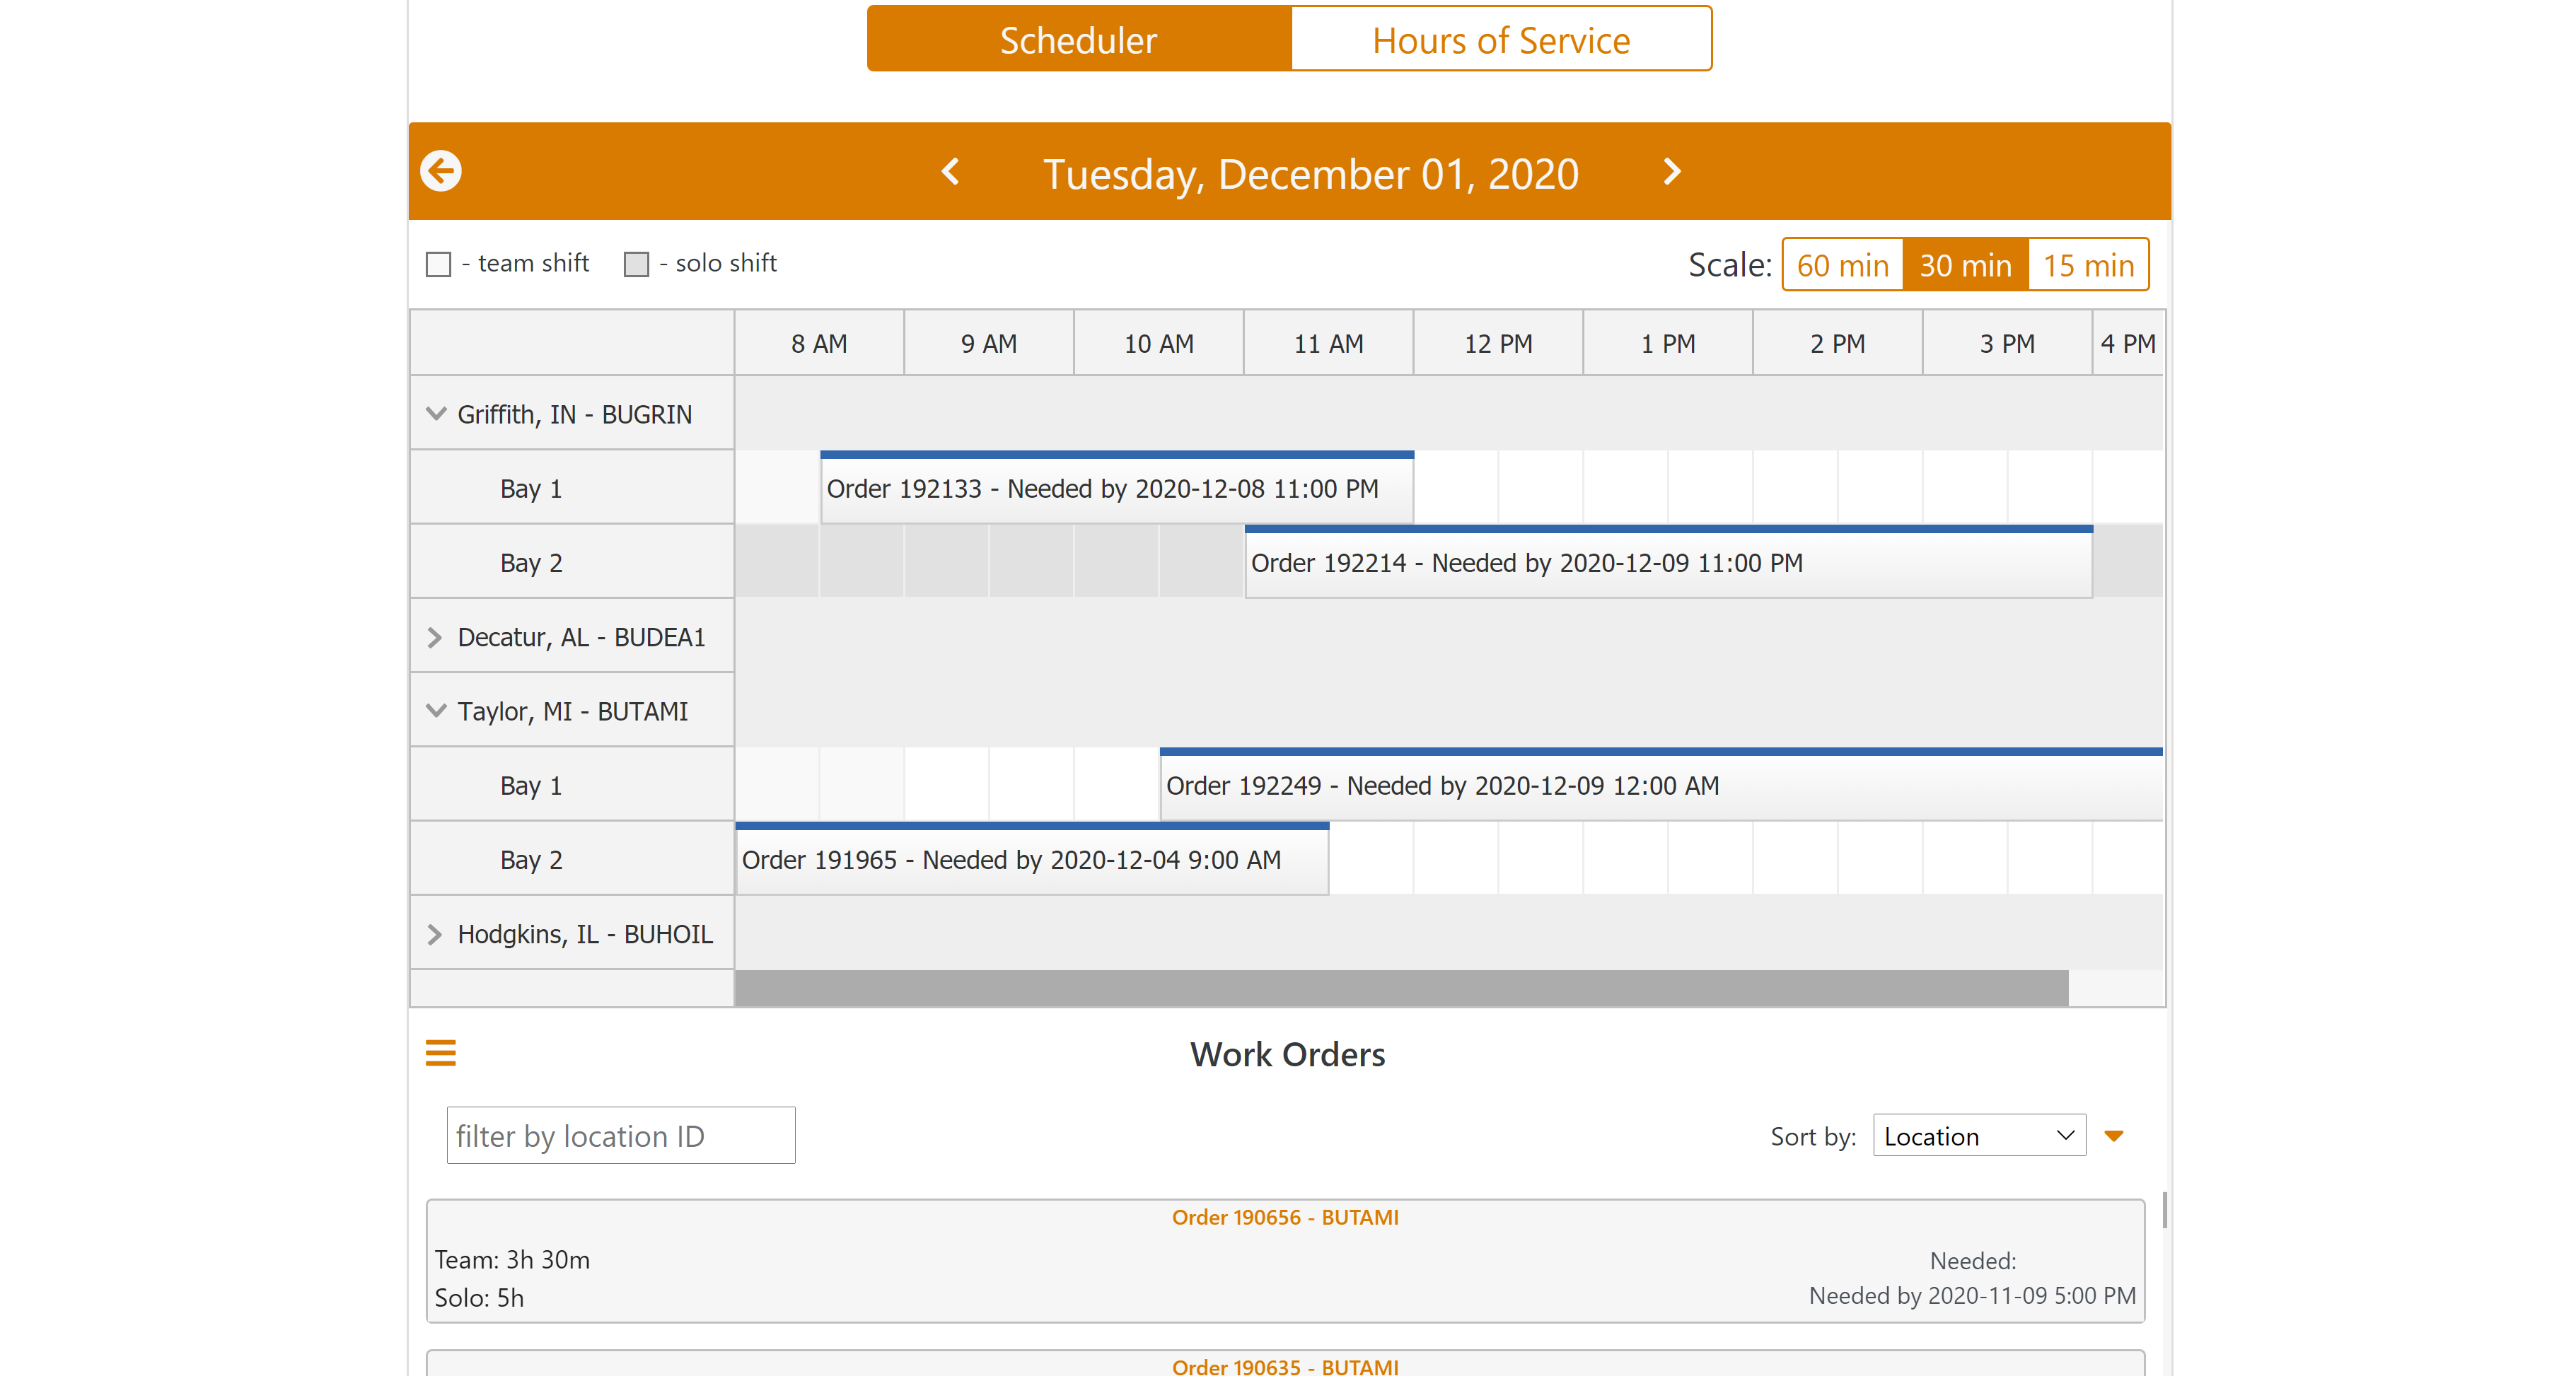 Scheduler Hours of Service
Tuesday, December 01, 2020
- team shift - solo shift Scale: 60 min 30 min 15 min
8 AM 9 AM 10 AM 11 AM 12 PM 1 PM 2 PM 3 PM 4 PM
Griffith, IN - BUGRIN
Bay 1 Order 192133 - Needed by 2020-12-08 11:00 PM
Bay 2 Order 192214 - Needed by 2020-12-09 11:00 PM
Decatur, AL - BUDEA1
Taylor, MI - BUTAMI
Bay 1 Order 192249 - Needed by 2020-12-09 12:00 AM
Bay 2 Order 191965 - Needed by 2020-12-04 9:00 AM
Hodgkins, IL - BUHOIL
Work Orders
filter by location ID Sort by: Location
Order 190656 - BUTAMI
Team: 3h 30m Needed:
Solo: 5h Needed by 2020-11-09 5:00 PM
Order 190635 - BUTAMI